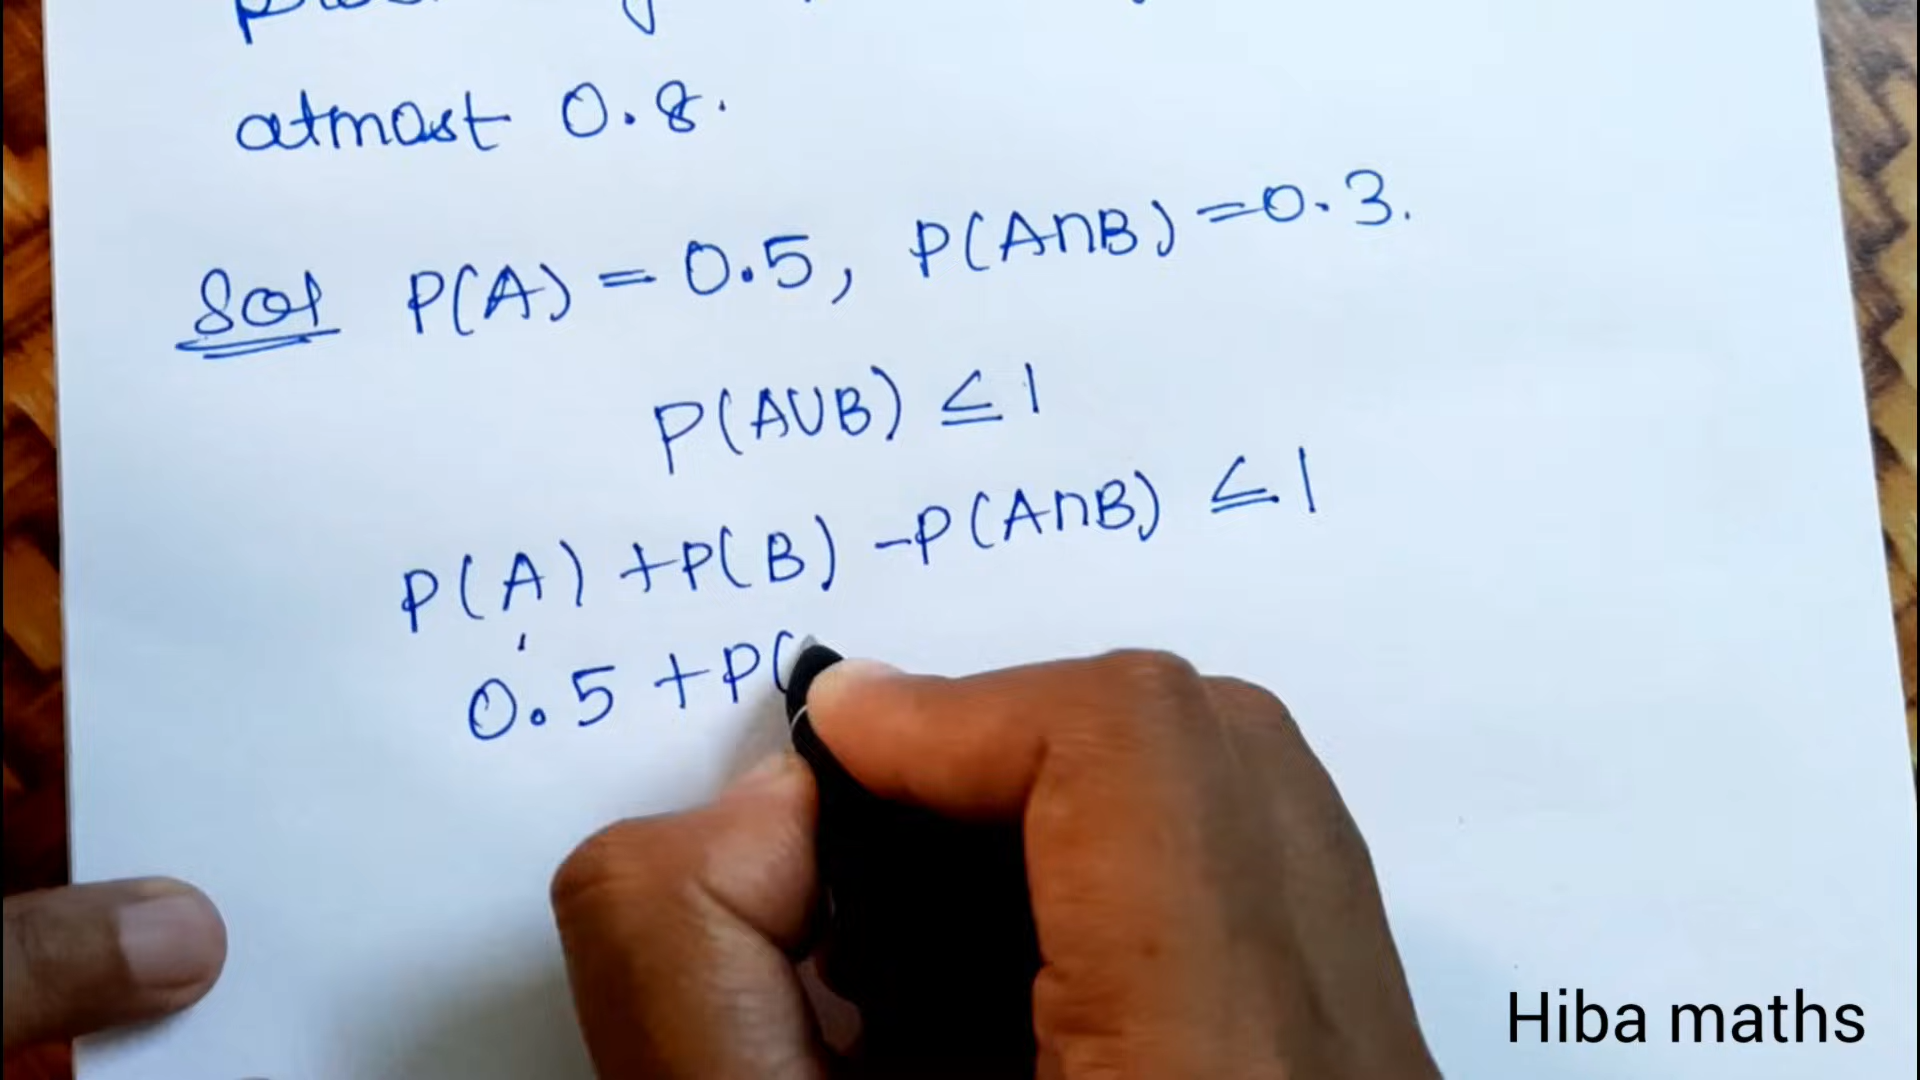 atmost 0.8.
Sol P(A) = 0.5, P(A∩B) = 0.3.
P(A∪B) ≤ 1
P(A) + P(B) - P(A∩B) ≤ 1
0.5 + P(
Hiba maths